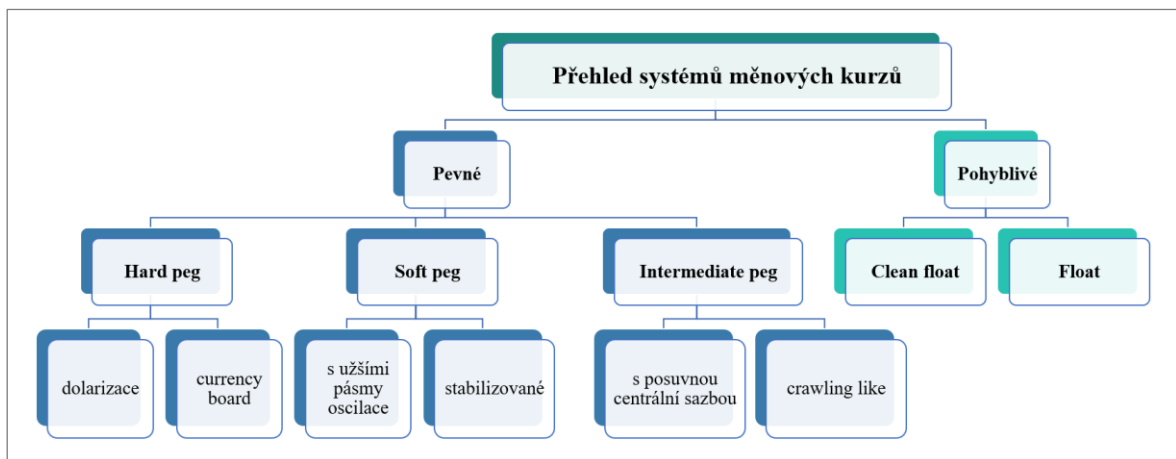 Přehled systémů měnových kurzů
Pevné
Pohyblivé
Hard peg
Soft peg
Intermediate peg
Clean float
Float
dolarizace
currency
board
s užšími
pásmy
oscilace
stabilizované
s posuvnou
centrální sazbou
crawling like